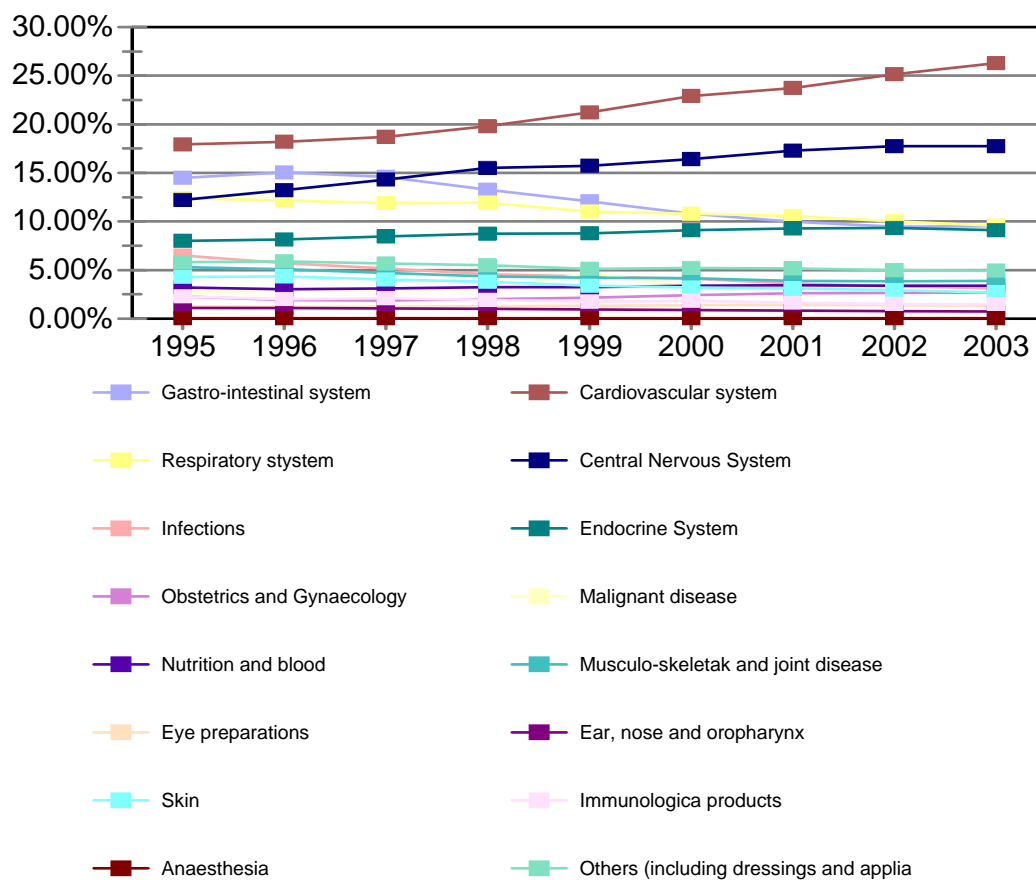 30.00%
25.00%
20.00%
15.00%
10.00%
5.00%
0.00%
1995 1996 1997 1998 1999 2000 2001 2002 2003
Gastro-intestinal system Cardiovascular system
Respiratory stystem Central Nervous System
Infections Endocrine System
Obstetrics and Gynaecology Malignant disease
Nutrition and blood Musculo-skeletak and joint disease
Eye preparations Ear, nose and oropharynx
Skin Immunologica products
Anaesthesia Others (including dressings and applia